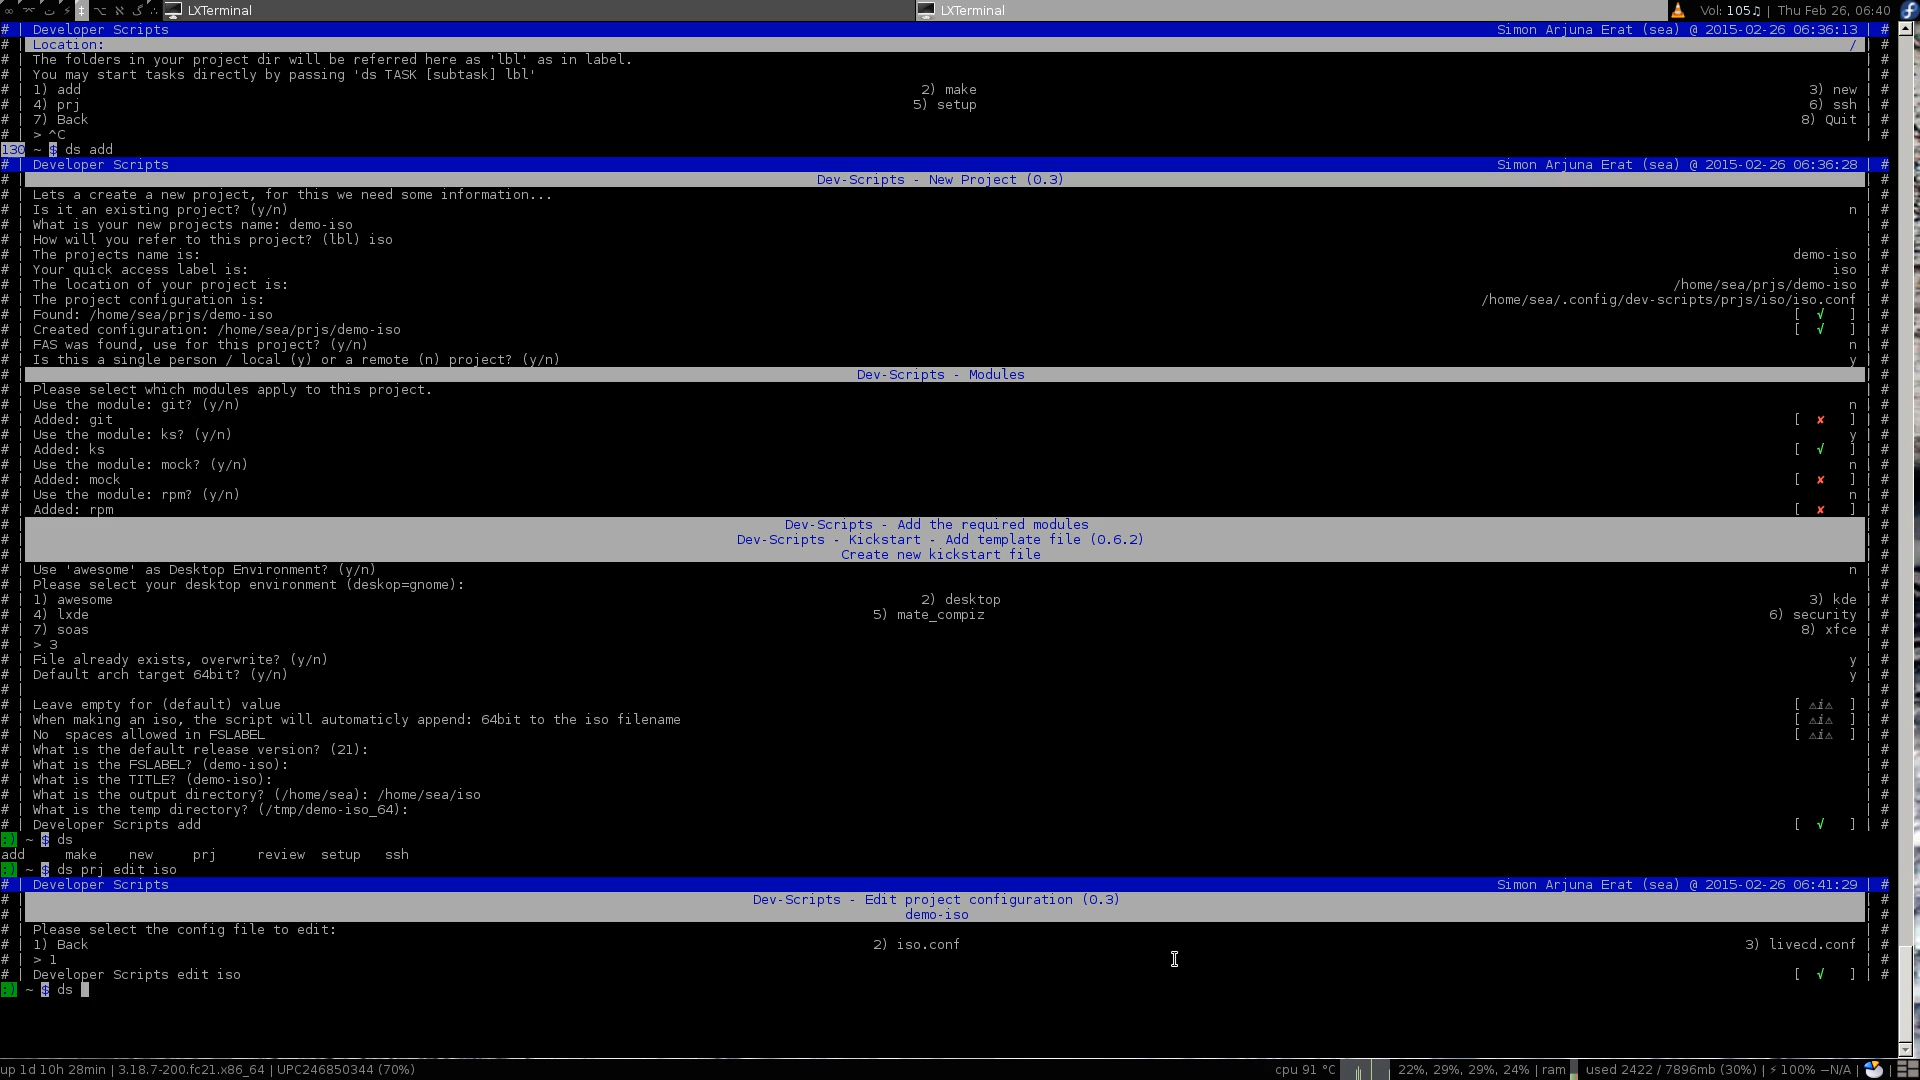 LXTerminal LXTerminal Vol: 105♫ | Thu Feb 26, 06:40
# | Developer Scripts Simon Arjuna Erat (sea) @ 2015-02-26 06:36:13 | #
# | Location: / | #
# | The folders in your project dir will be referred here as 'lbl' as in label. | #
# | You may start tasks directly by passing 'ds TASK [subtask] lbl' | #
# | 1) add 2) make 3) new | #
# | 4) prj 5) setup 6) ssh | #
# | 7) Back 8) Quit | #
# | > ^C | #
130 ~ $ ds add
# | Developer Scripts Simon Arjuna Erat (sea) @ 2015-02-26 06:36:28 | #
# | Dev-Scripts - New Project (0.3) | #
# | Lets a create a new project, for this we need some information... | #
# | Is it an existing project? (y/n) n | #
# | What is your new projects name: demo-iso | #
# | How will you refer to this project? (lbl) iso | #
# | The projects name is: demo-iso | #
# | Your quick access label is: iso | #
# | The location of your project is: /home/sea/prjs/demo-iso | #
# | The project configuration is: /home/sea/.config/dev-scripts/prjs/iso/iso.conf | #
# | Found: /home/sea/prjs/demo-iso [ √ ] | #
# | Created configuration: /home/sea/prjs/demo-iso [ √ ] | #
# | FAS was found, use for this project? (y/n) n | #
# | Is this a single person / local (y) or a remote (n) project? (y/n) y | #
# | Dev-Scripts - Modules | #
# | Please select which modules apply to this project. | #
# | Use the module: git? (y/n) n | #
# | Added: git [ ✘ ] | #
# | Use the module: ks? (y/n) y | #
# | Added: ks [ √ ] | #
# | Use the module: mock? (y/n) n | #
# | Added: mock [ ✘ ] | #
# | Use the module: rpm? (y/n) n | #
# | Added: rpm [ ✘ ] | #
# | Dev-Scripts - Add the required modules | #
# | Dev-Scripts - Kickstart - Add template file (0.6.2) | #
# | Create new kickstart file | #
# | Use 'awesome' as Desktop Environment? (y/n) n | #
# | Please select your desktop environment (deskop=gnome): | #
# | 1) awesome 2) desktop 3) kde | #
# | 4) lxde 5) mate_compiz 6) security | #
# | 7) soas 8) xfce | #
# | > 3 | #
# | File already exists, overwrite? (y/n) y | #
# | Default arch target 64bit? (y/n) y | #
# | | #
# | Leave empty for (default) value [ ⚠i⚠ ] | #
# | When making an iso, the script will automaticly append: 64bit to the iso filename [ ⚠i⚠ ] | #
# | No  spaces allowed in FSLABEL [ ⚠i⚠ ] | #
# | What is the default release version? (21): | #
# | What is the FSLABEL? (demo-iso): | #
# | What is the TITLE? (demo-iso): | #
# | What is the output directory? (/home/sea): /home/sea/iso | #
# | What is the temp directory? (/tmp/demo-iso_64): | #
# | Developer Scripts add [ √ ] | #
:) ~ $ ds
add make new prj review setup ssh
:) ~ $ ds prj edit iso
# | Developer Scripts Simon Arjuna Erat (sea) @ 2015-02-26 06:41:29 | #
# | Dev-Scripts - Edit project configuration (0.3) | #
# | demo-iso | #
# | Please select the config file to edit: | #
# | 1) Back 2) iso.conf 3) livecd.conf | #
# | > 1 | #
# | Developer Scripts edit iso [ √ ] | #
:) ~ $ ds
up 1d 10h 28min | 3.18.7-200.fc21.x86_64 | UPC246850344 (70%) cpu 91 °C 22%, 29%, 29%, 24% | ram used 2422 / 7896mb (30%) | ⚡100% −N/A |